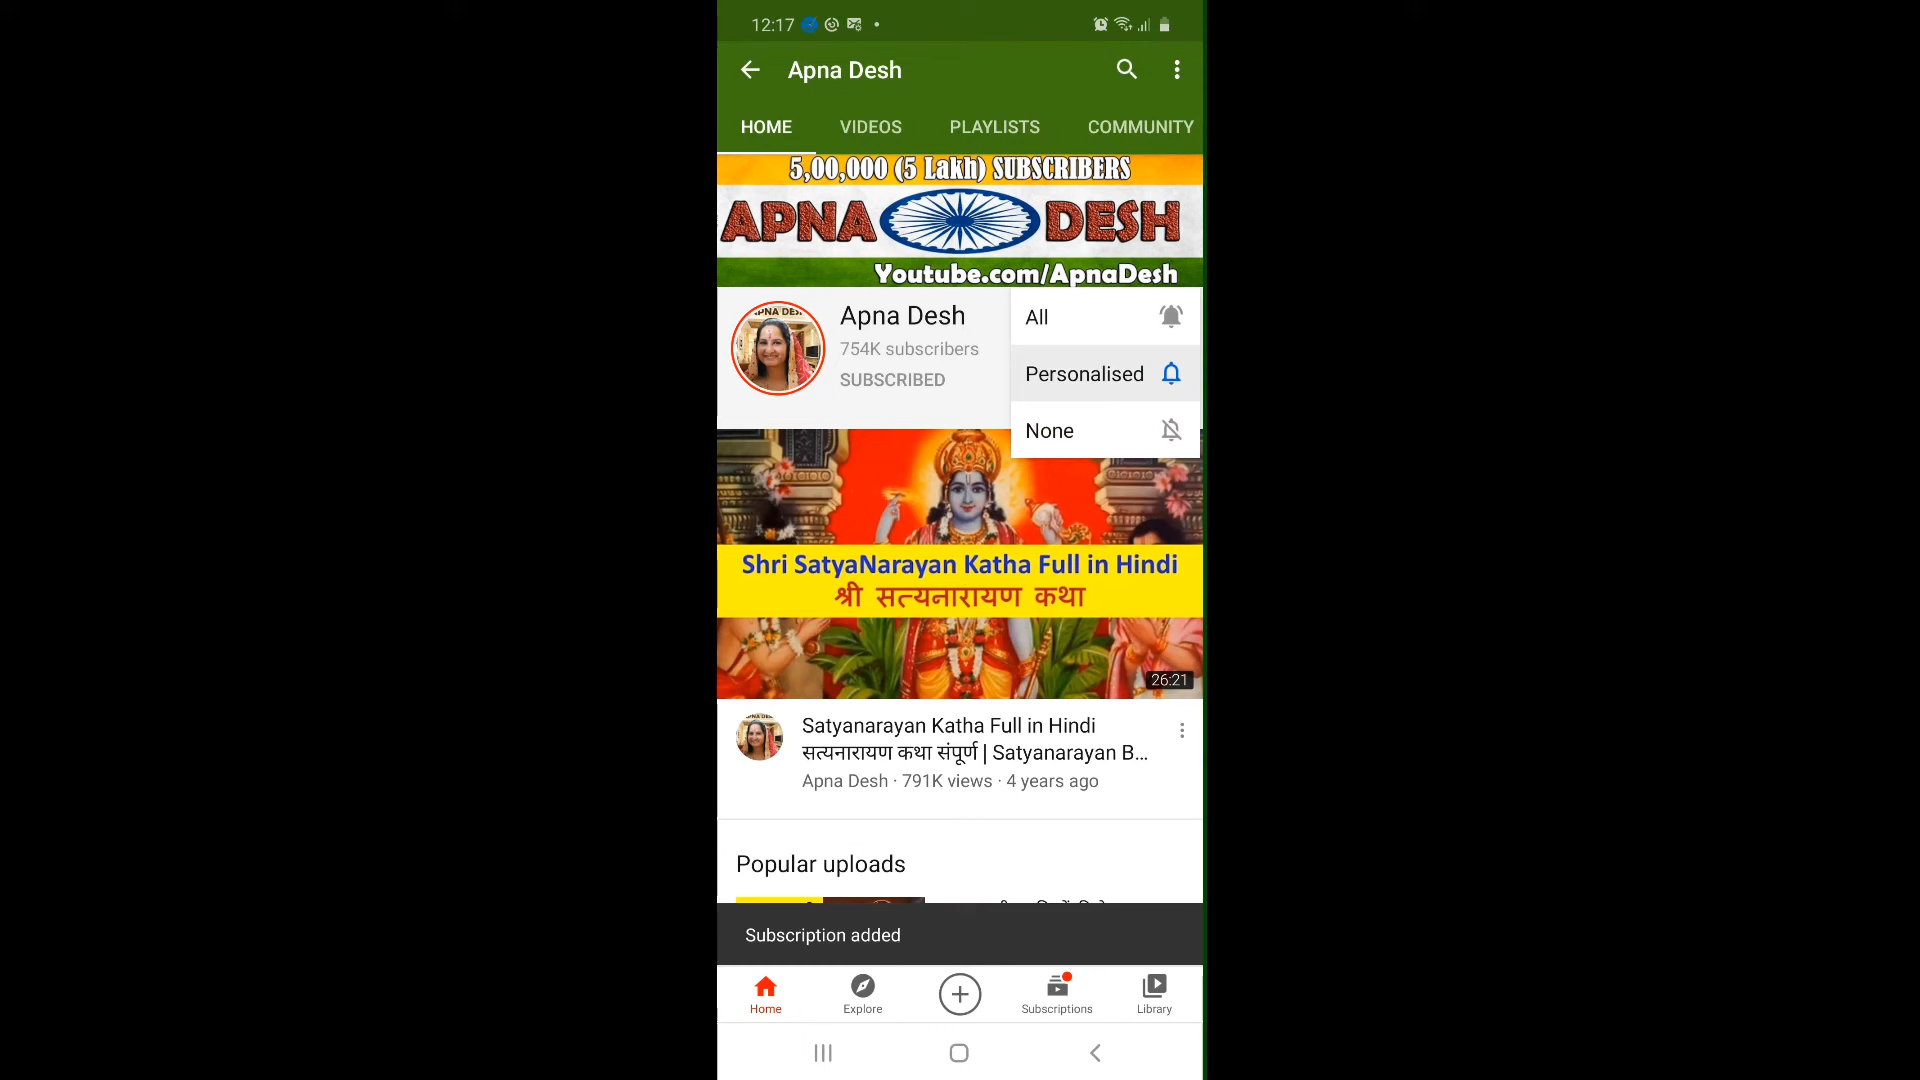 12:17
Apna Desh
HOME VIDEOS PLAYLISTS COMMUNITY
5,00,000 (5 Lakh) SUBSCRIBERS
APNA DESH
Youtube.com/ApnaDesh
Apna Desh
754K subscribers
SUBSCRIBED
All
Personalised
None
Shri SatyaNarayan Katha Full in Hindi
श्री सत्यनारायण कथा
26:21
Satyanarayan Katha Full in Hindi
सत्यनारायण कथा संपूर्ण | Satyanarayan B...
Apna Desh · 791K views · 4 years ago
Popular uploads
Subscription added
Home Explore Subscriptions Library